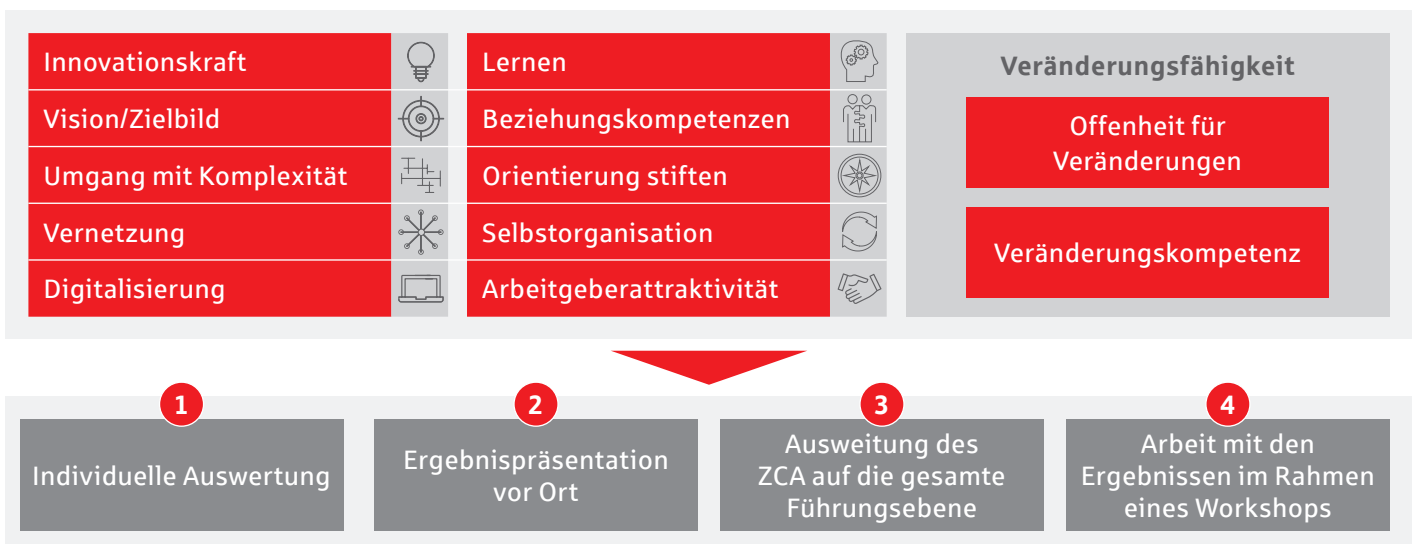 Innovationskraft
Vision/Zielbild
Umgang mit Komplexität
Vernetzung
Digitalisierung
Lernen
Beziehungskompetenzen
Orientierung stiften
Selbstorganisation
Arbeitgeberattraktivität
Veränderungsfähigkeit
Offenheit für
Veränderungen
Veränderungskompetenz
1
Individuelle Auswertung
2
Ergebnispräsentation
vor Ort
3
Ausweitung des
ZCA auf die gesamte
Führungsebene
4
Arbeit mit den
Ergebnissen im Rahmen
eines Workshops